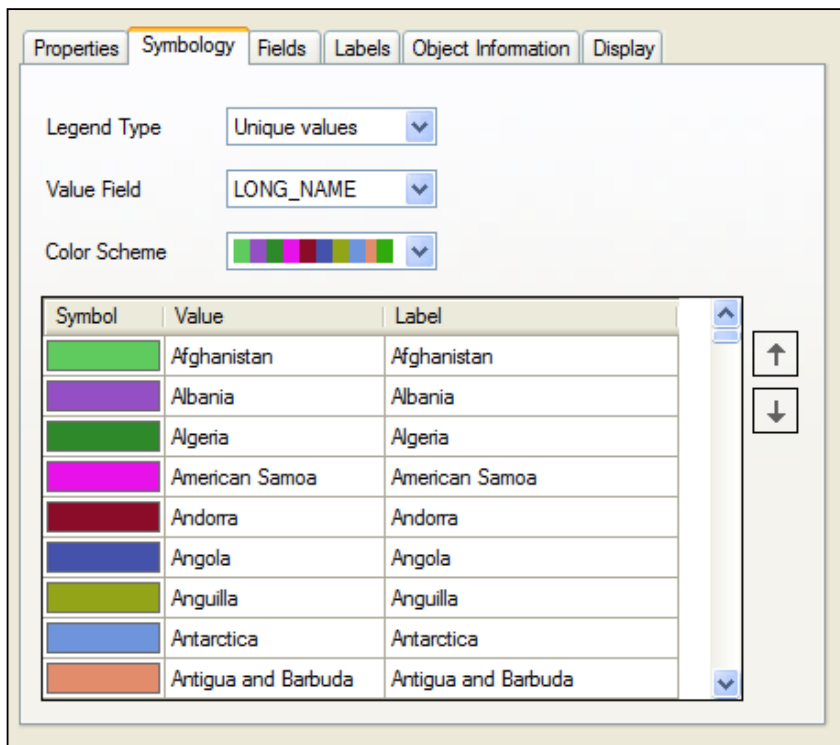 Properties Symbology Fields Labels Object Information Display
Legend Type Unique values
Value Field LONG_NAME
Color Scheme
Symbol Value Label
Afghanistan Afghanistan
Albania Albania
Algeria Algeria
American Samoa American Samoa
Andorra Andorra
Angola Angola
Anguilla Anguilla
Antarctica Antarctica
Antigua and Barbuda Antigua and Barbuda